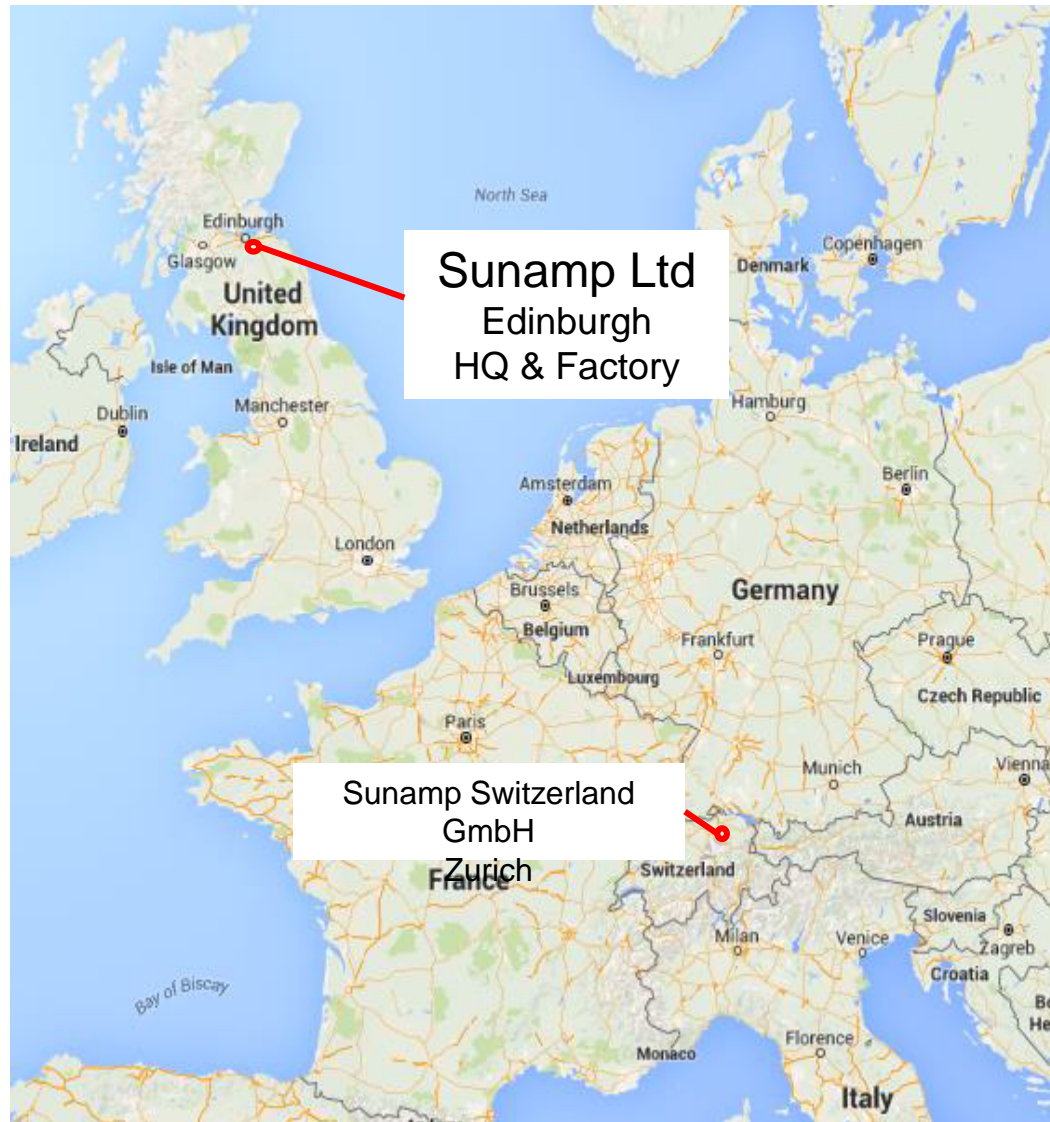 North Sea
Edinburgh
Glasgow
United
Kingdom
Sunamp Ltd
Edinburgh
HQ & Factory
Copenhagen
Denmark
Isle of Man
Manchester
Dublin
Ireland
Hamburg
Berlin
Amsterdam
Netherlands
London
Brussels
Belgium
Germany
Frankfurt
Prague
Luxembourg
Czech Republic
Paris
Munich
Vienna
Sunamp Switzerland
GmbH
Zurich
Austria
France
Switzerland
Slovenia
Milan
Venice
Zagreb
Croatia
Bay of Biscay
Florence
Monaco
Italy